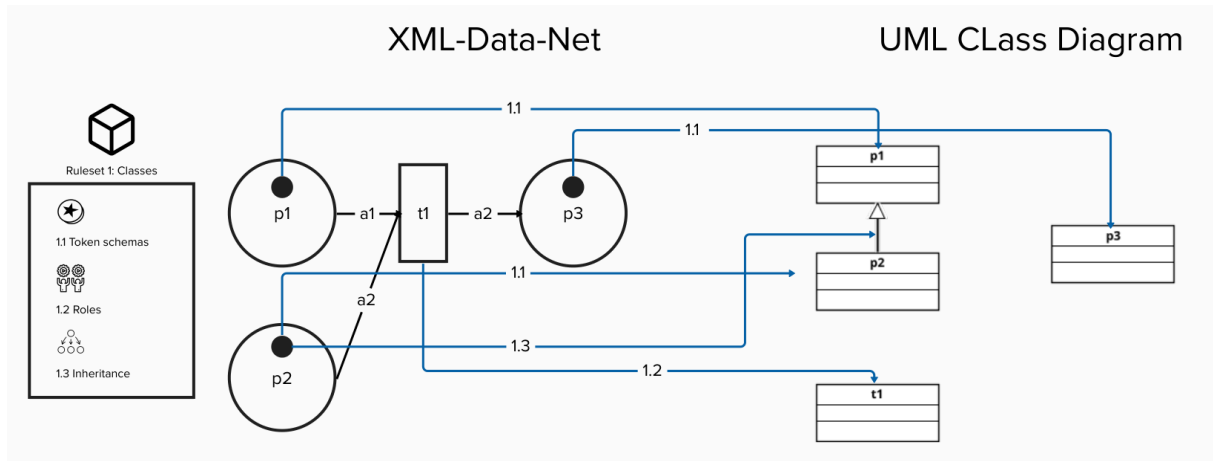 XML-Data-Net
UML CLass Diagram
Ruleset 1: Classes
1.1 Token schemas
1.2 Roles
1.3 Inheritance
1.1
1.1
p1
a1
t1
a2
p3
1.1
a2
p2
1.3
1.2
p1
p2
p3
t1